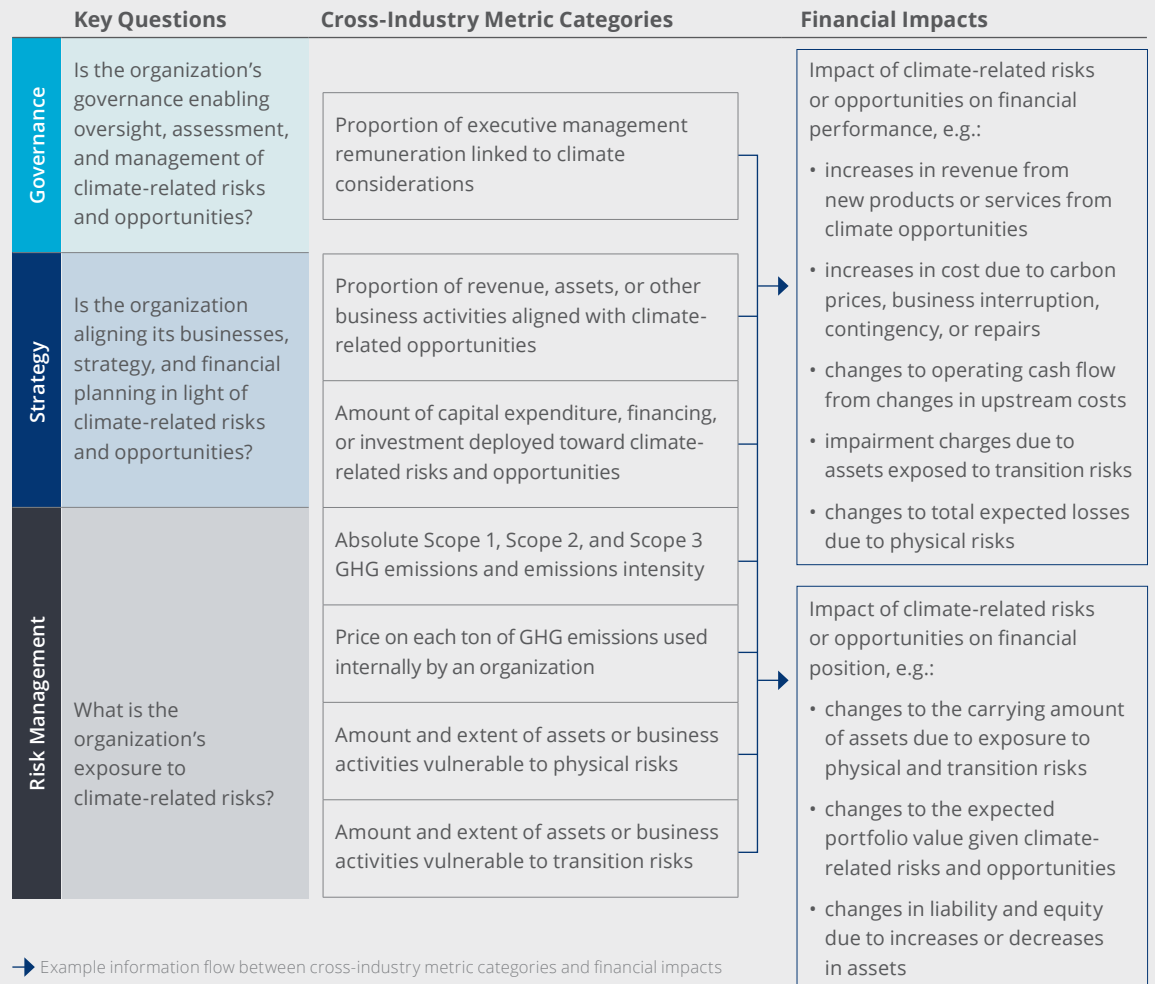 Key Questions
Cross-Industry Metric Categories
Financial Impacts
Governance
Is the organization's
governance enabling
oversight, assessment,
and management of
climate-related risks
and opportunities?
Proportion of executive management
remuneration linked to climate
considerations
Strategy
Is the organization
aligning its businesses,
strategy, and financial
planning in light of
climate-related risks
and opportunities?
Proportion of revenue, assets, or other
business activities aligned with climate-
related opportunities
Amount of capital expenditure, financing,
or investment deployed toward climate-
related risks and opportunities
Risk Management
What is the
organization's
exposure to
climate-related risks?
Absolute Scope 1, Scope 2, and Scope 3
GHG emissions and emissions intensity
Price on each ton of GHG emissions used
internally by an organization
Amount and extent of assets or business
activities vulnerable to physical risks
Amount and extent of assets or business
activities vulnerable to transition risks
Impact of climate-related risks
or opportunities on financial
performance, e.g.:
• increases in revenue from
new products or services from
climate opportunities
• increases in cost due to carbon
prices, business interruption,
contingency, or repairs
• changes to operating cash flow
from changes in upstream costs
• impairment charges due to
assets exposed to transition risks
• changes to total expected losses
due to physical risks
Impact of climate-related risks
or opportunities on financial
position, e.g.:
• changes to the carrying amount
of assets due to exposure to
physical and transition risks
• changes to the expected
portfolio value given climate-
related risks and opportunities
• changes in liability and equity
due to increases or decreases
in assets
Example information flow between cross-industry metric categories and financial impacts